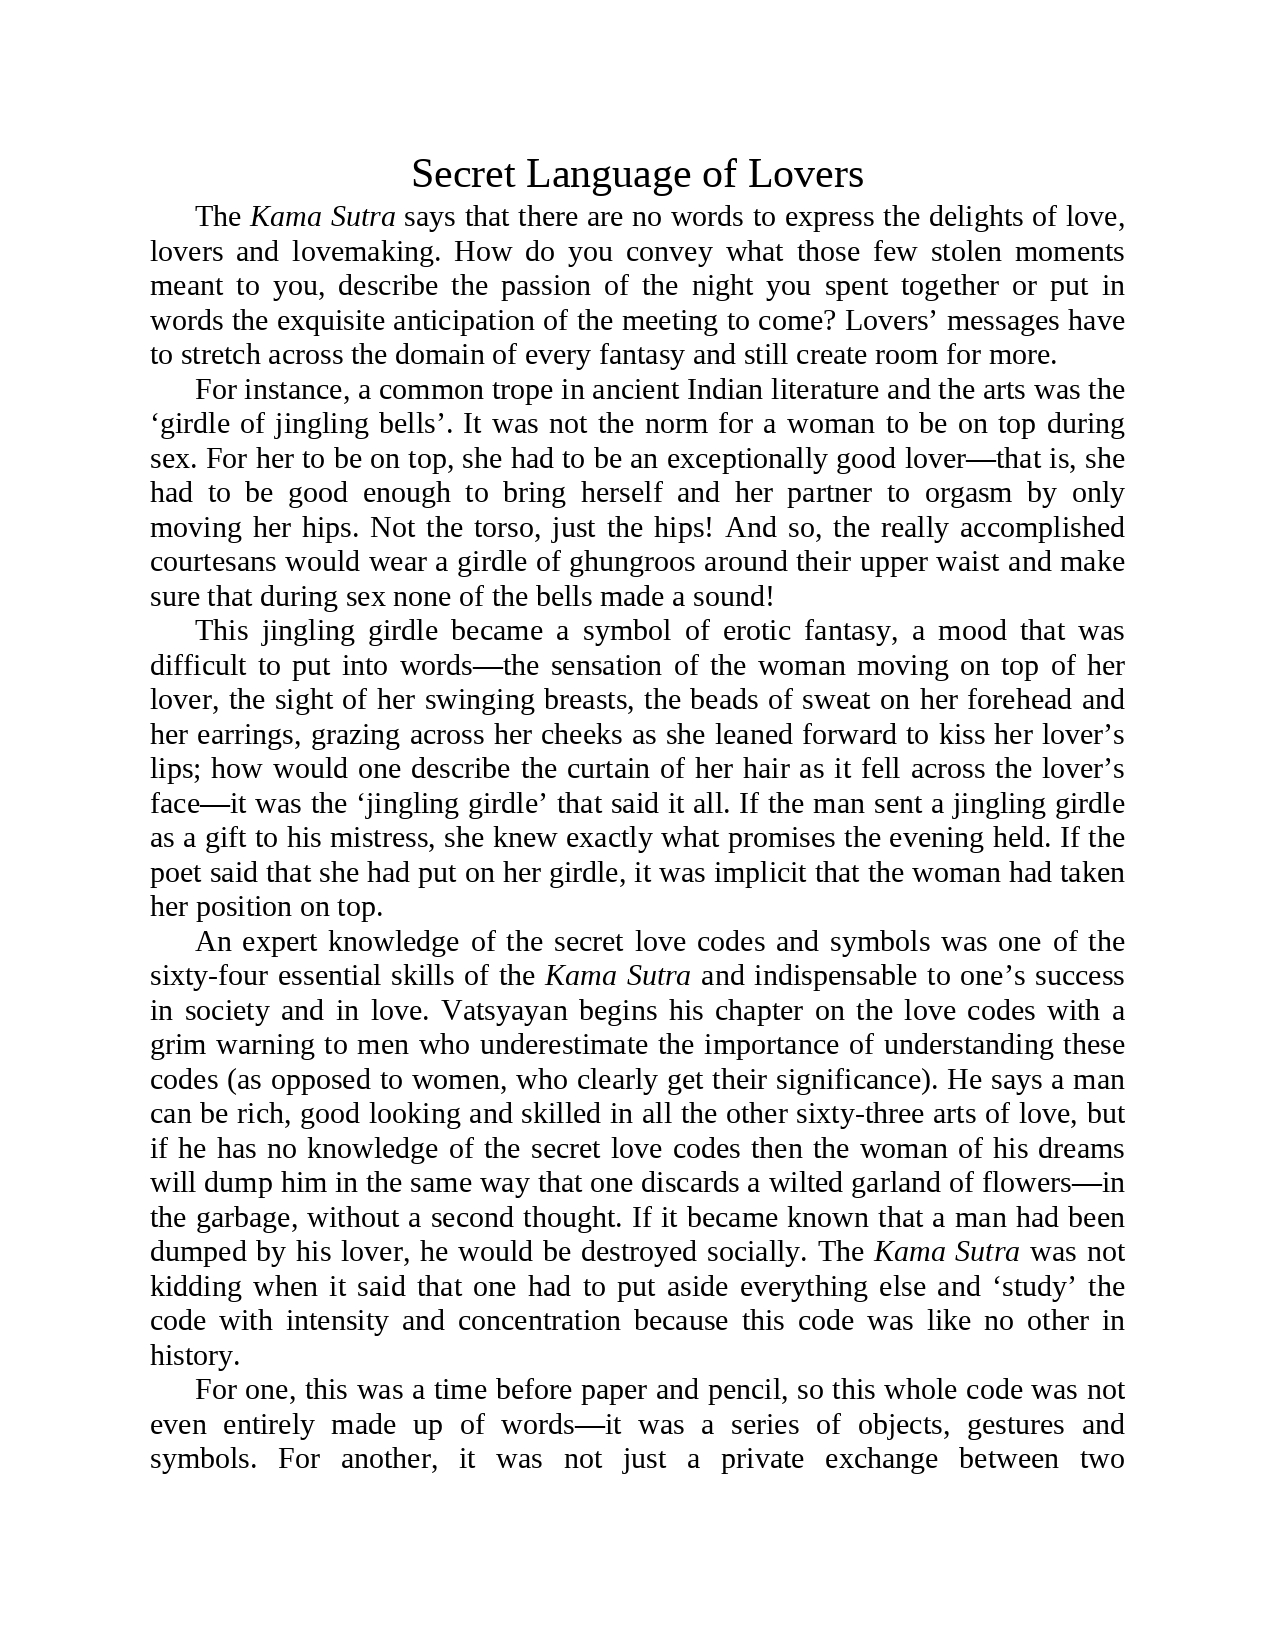 Secret Language of Lovers
The Kama Sutra says that there are no words to express the delights of love,
lovers and lovemaking. How do you convey what those few stolen moments
meant to you, describe the passion of the night you spent together or put in
words the exquisite anticipation of the meeting to come? Lovers’ messages have
to stretch across the domain of every fantasy and still create room for more.
For instance, a common trope in ancient Indian literature and the arts was the
‘girdle of jingling bells’. It was not the norm for a woman to be on top during
sex. For her to be on top, she had to be an exceptionally good lover—that is, she
had to be good enough to bring herself and her partner to orgasm by only
moving her hips. Not the torso, just the hips! And so, the really accomplished
courtesans would wear a girdle of ghungroos around their upper waist and make
sure that during sex none of the bells made a sound!
This jingling girdle became a symbol of erotic fantasy, a mood that was
difficult to put into words—the sensation of the woman moving on top of her
lover, the sight of her swinging breasts, the beads of sweat on her forehead and
her earrings, grazing across her cheeks as she leaned forward to kiss her lover’s
lips; how would one describe the curtain of her hair as it fell across the lover’s
face—it was the ‘jingling girdle’ that said it all. If the man sent a jingling girdle
as a gift to his mistress, she knew exactly what promises the evening held. If the
poet said that she had put on her girdle, it was implicit that the woman had taken
her position on top.
An expert knowledge of the secret love codes and symbols was one of the
sixty-four essential skills of the Kama Sutra and indispensable to one’s success
in society and in love. Vatsyayan begins his chapter on the love codes with a
grim warning to men who underestimate the importance of understanding these
codes (as opposed to women, who clearly get their significance). He says a man
can be rich, good looking and skilled in all the other sixty-three arts of love, but
if he has no knowledge of the secret love codes then the woman of his dreams
will dump him in the same way that one discards a wilted garland of flowers—in
the garbage, without a second thought. If it became known that a man had been
dumped by his lover, he would be destroyed socially. The Kama Sutra was not
kidding when it said that one had to put aside everything else and ‘study’ the
code with intensity and concentration because this code was like no other in
history.
For one, this was a time before paper and pencil, so this whole code was not
even entirely made up of words—it was a series of objects, gestures and
symbols. For another, it was not just a private exchange between two